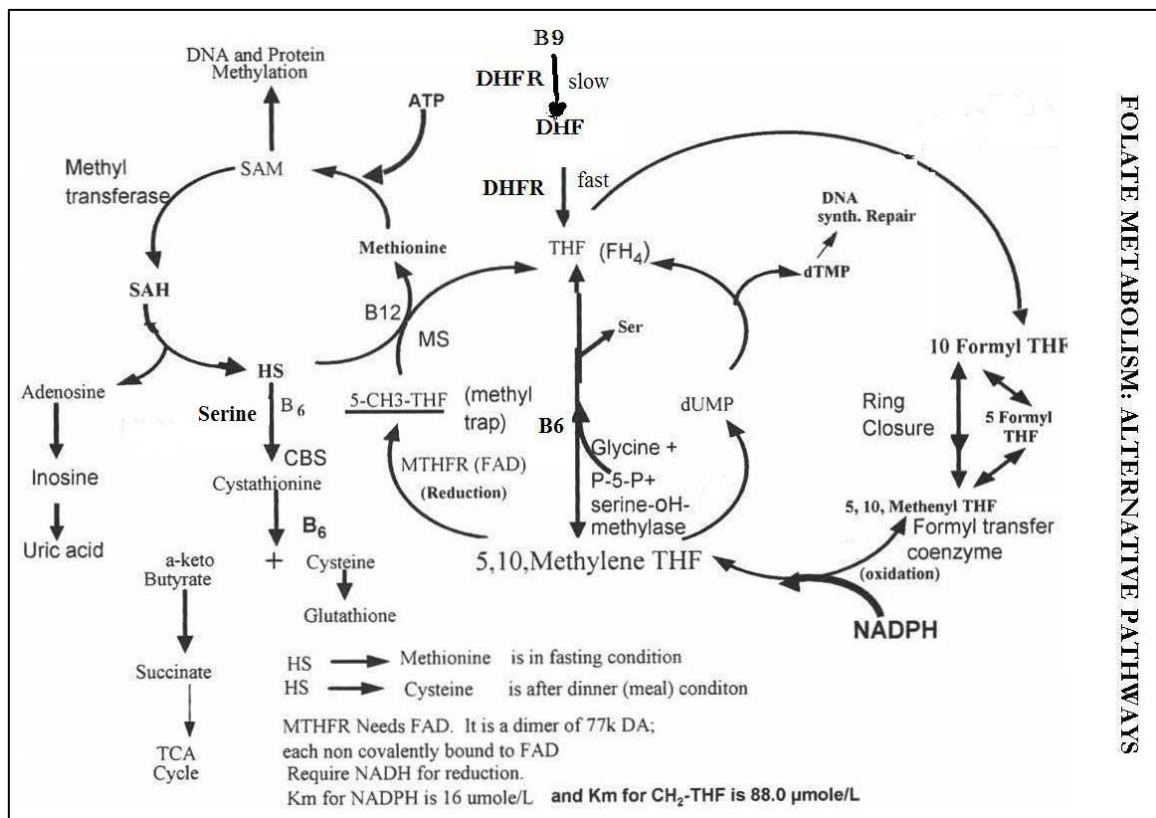 FOLATE METABOLISM: ALTERNATIVE PATHWAYS
B9
DHFR slow
DHF
DHFR fast
THF (FH4)
DNA and Protein
Methylation
ATP
SAM
Methyl
transferase
Methionine
SAH
B12
MS
HS
Adenosine
Inosine
Uric acid
Serine
B6
CBS
Cystathionine
B6
a-keto
Butyrate
+
Cysteine
Glutathione
Succinate
TCA
Cycle
5-CH3-THF
(methyl
trap)
MTHFR (FAD)
(Reduction)
Ser
B6
Glycine +
P-5-P+
serine-oH-
methylase
5,10,Methylene THF
dUMP
dTMP
DNA
synth. Repair
10 Formyl THF
Ring
Closure
5 Formyl
THF
5, 10, Methenyl THF
Formyl transfer
coenzyme
(oxidation)
NADPH
HS Methionine is in fasting condition
HS Cysteine is after dinner (meal) conditon
MTHFR Needs FAD. It is a dimer of 77k DA;
each non covalently bound to FAD
Require NADH for reduction.
Km for NADPH is 16 umole/L and Km for CH2-THF is 88.0 µmole/L